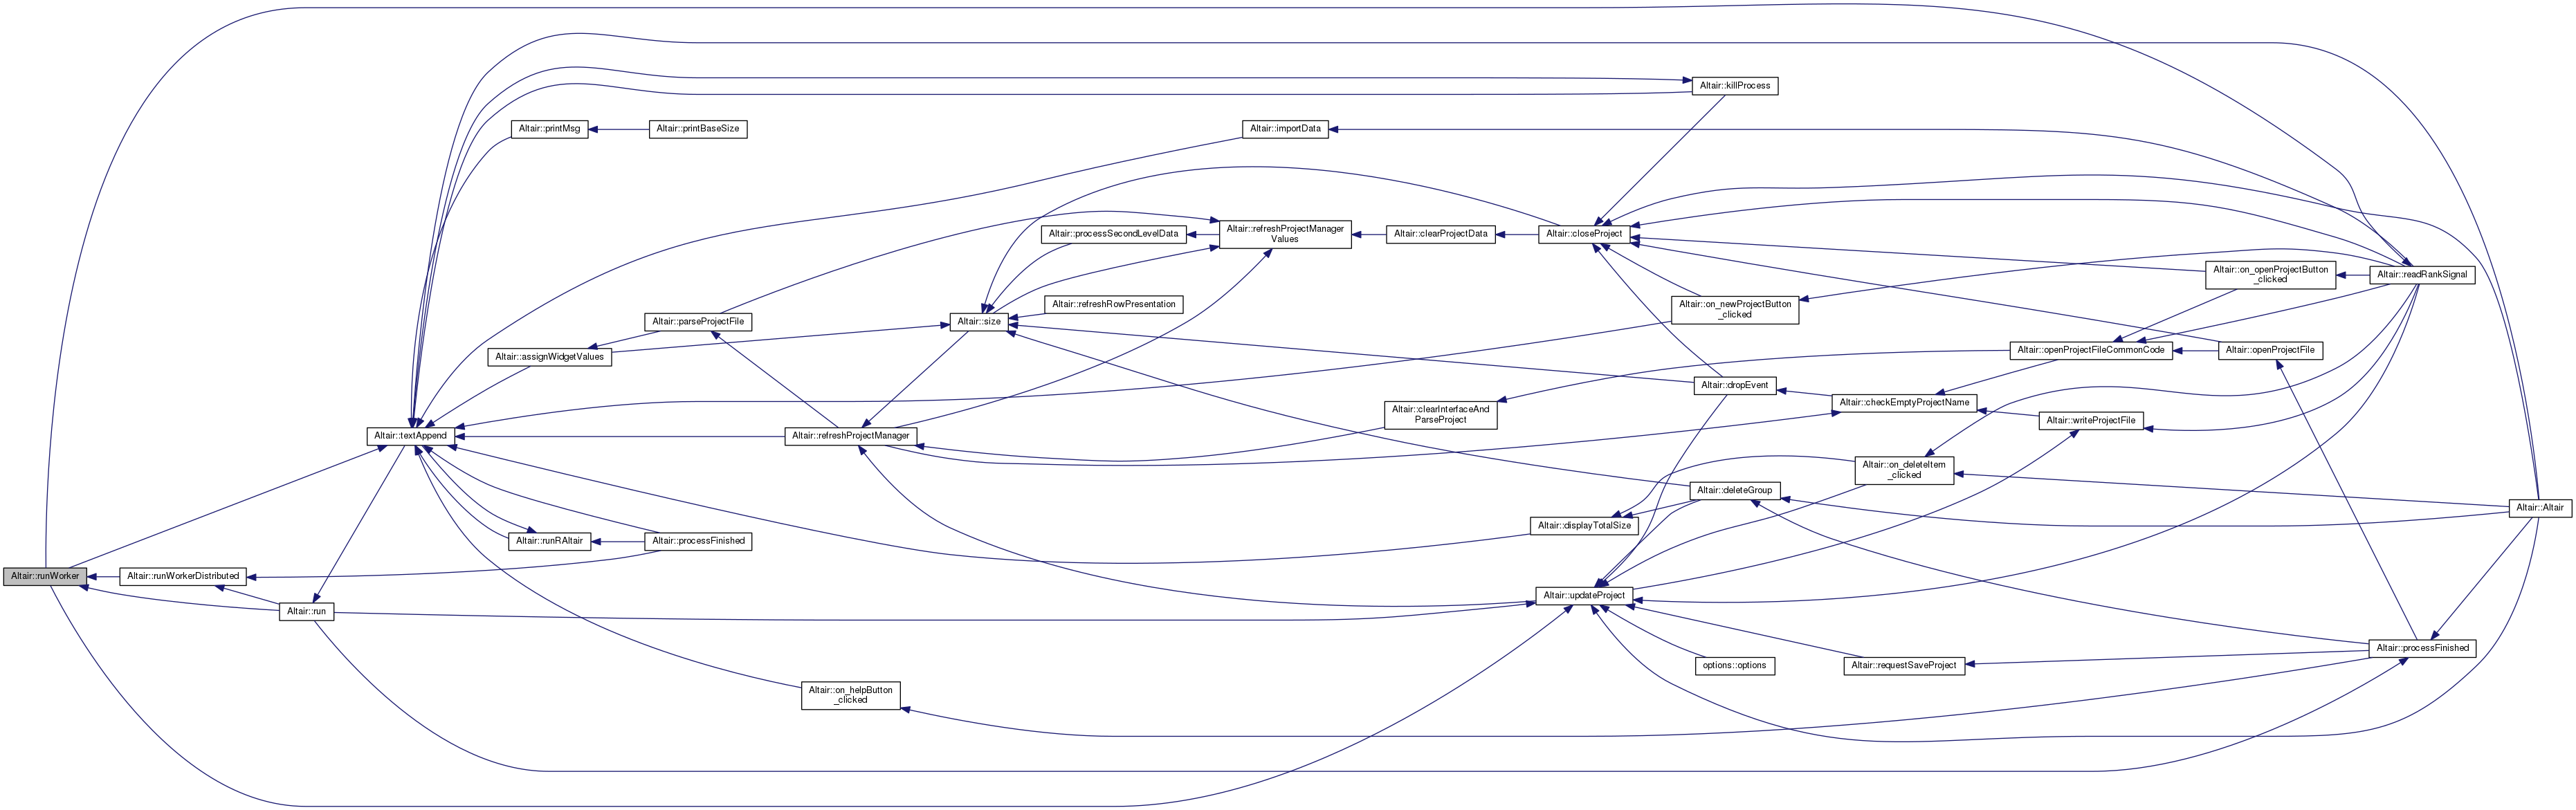 Altair::killProcess
Altair::printMsg
Altair::printBaseSize
Altair::importData
Altair::processSecondLevelData
Altair::refreshProjectManager
Values
Altair::clearProjectData
Altair::closeProject
Altair::on_openProjectButton
_clicked
Altair::readRankSignal
Altair::refreshRowPresentation
Altair::on_newProjectButton
_clicked
Altair::parseProjectFile
Altair::size
Altair::assignWidgetValues
Altair::openProjectFileCommonCode
Altair::openProjectFile
Altair::dropEvent
Altair::clearInterfaceAnd
ParseProject
Altair::checkEmptyProjectName
Altair::writeProjectFile
Altair::textAppend
Altair::refreshProjectManager
Altair::on_deleteItem
_clicked
Altair::deleteGroup
Altair::Altair
Altair::displayTotalSize
Altair::runRAltair
Altair::processFinished
Altair::runWorker
Altair::runWorkerDistributed
Altair::updateProject
Altair::run
Altair::processFinished
options::options
Altair::requestSaveProject
Altair::on_helpButton
_clicked